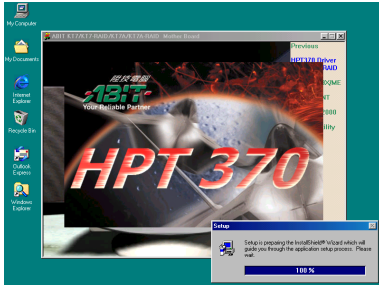 My Computer
My Documents
Internet
Explorer
Recycle Bin
Outlook
Express
Windows
Explorer
ABIT KT7/KT7-RAID/KT7A/KT7A-RAID Mother Board
Previous
HPT370 Driver
RAID
NT
2000
ility
ABIT
Your Reliable Partner
HPT 370
Setup
Setup is preparing the InstallShield® Wizard which will
guide you through the application setup process. Please
wait.
100 %